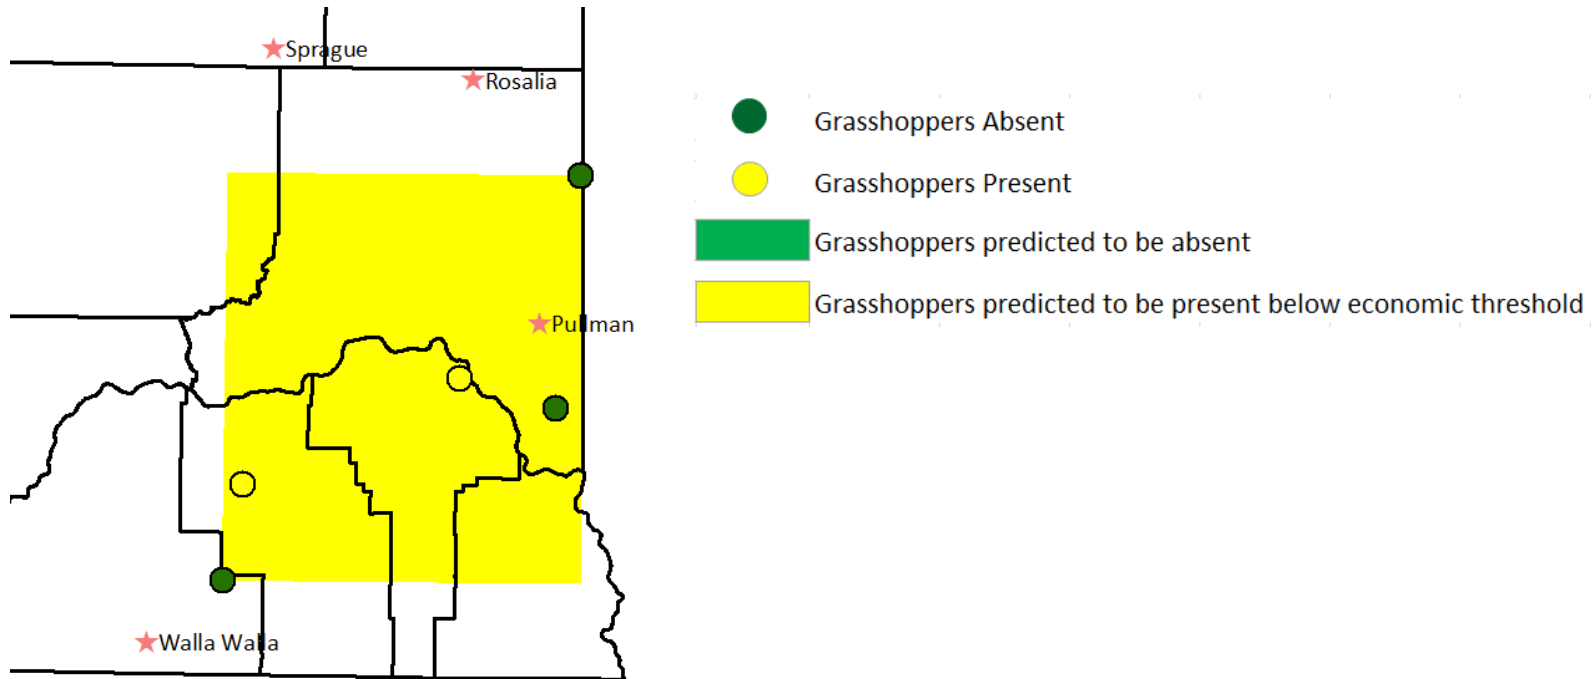 Sprague
Rosalia
Pullman
Walla Walla
Grasshoppers Absent
Grasshoppers Present
Grasshoppers predicted to be absent
Grasshoppers predicted to be present below economic threshold